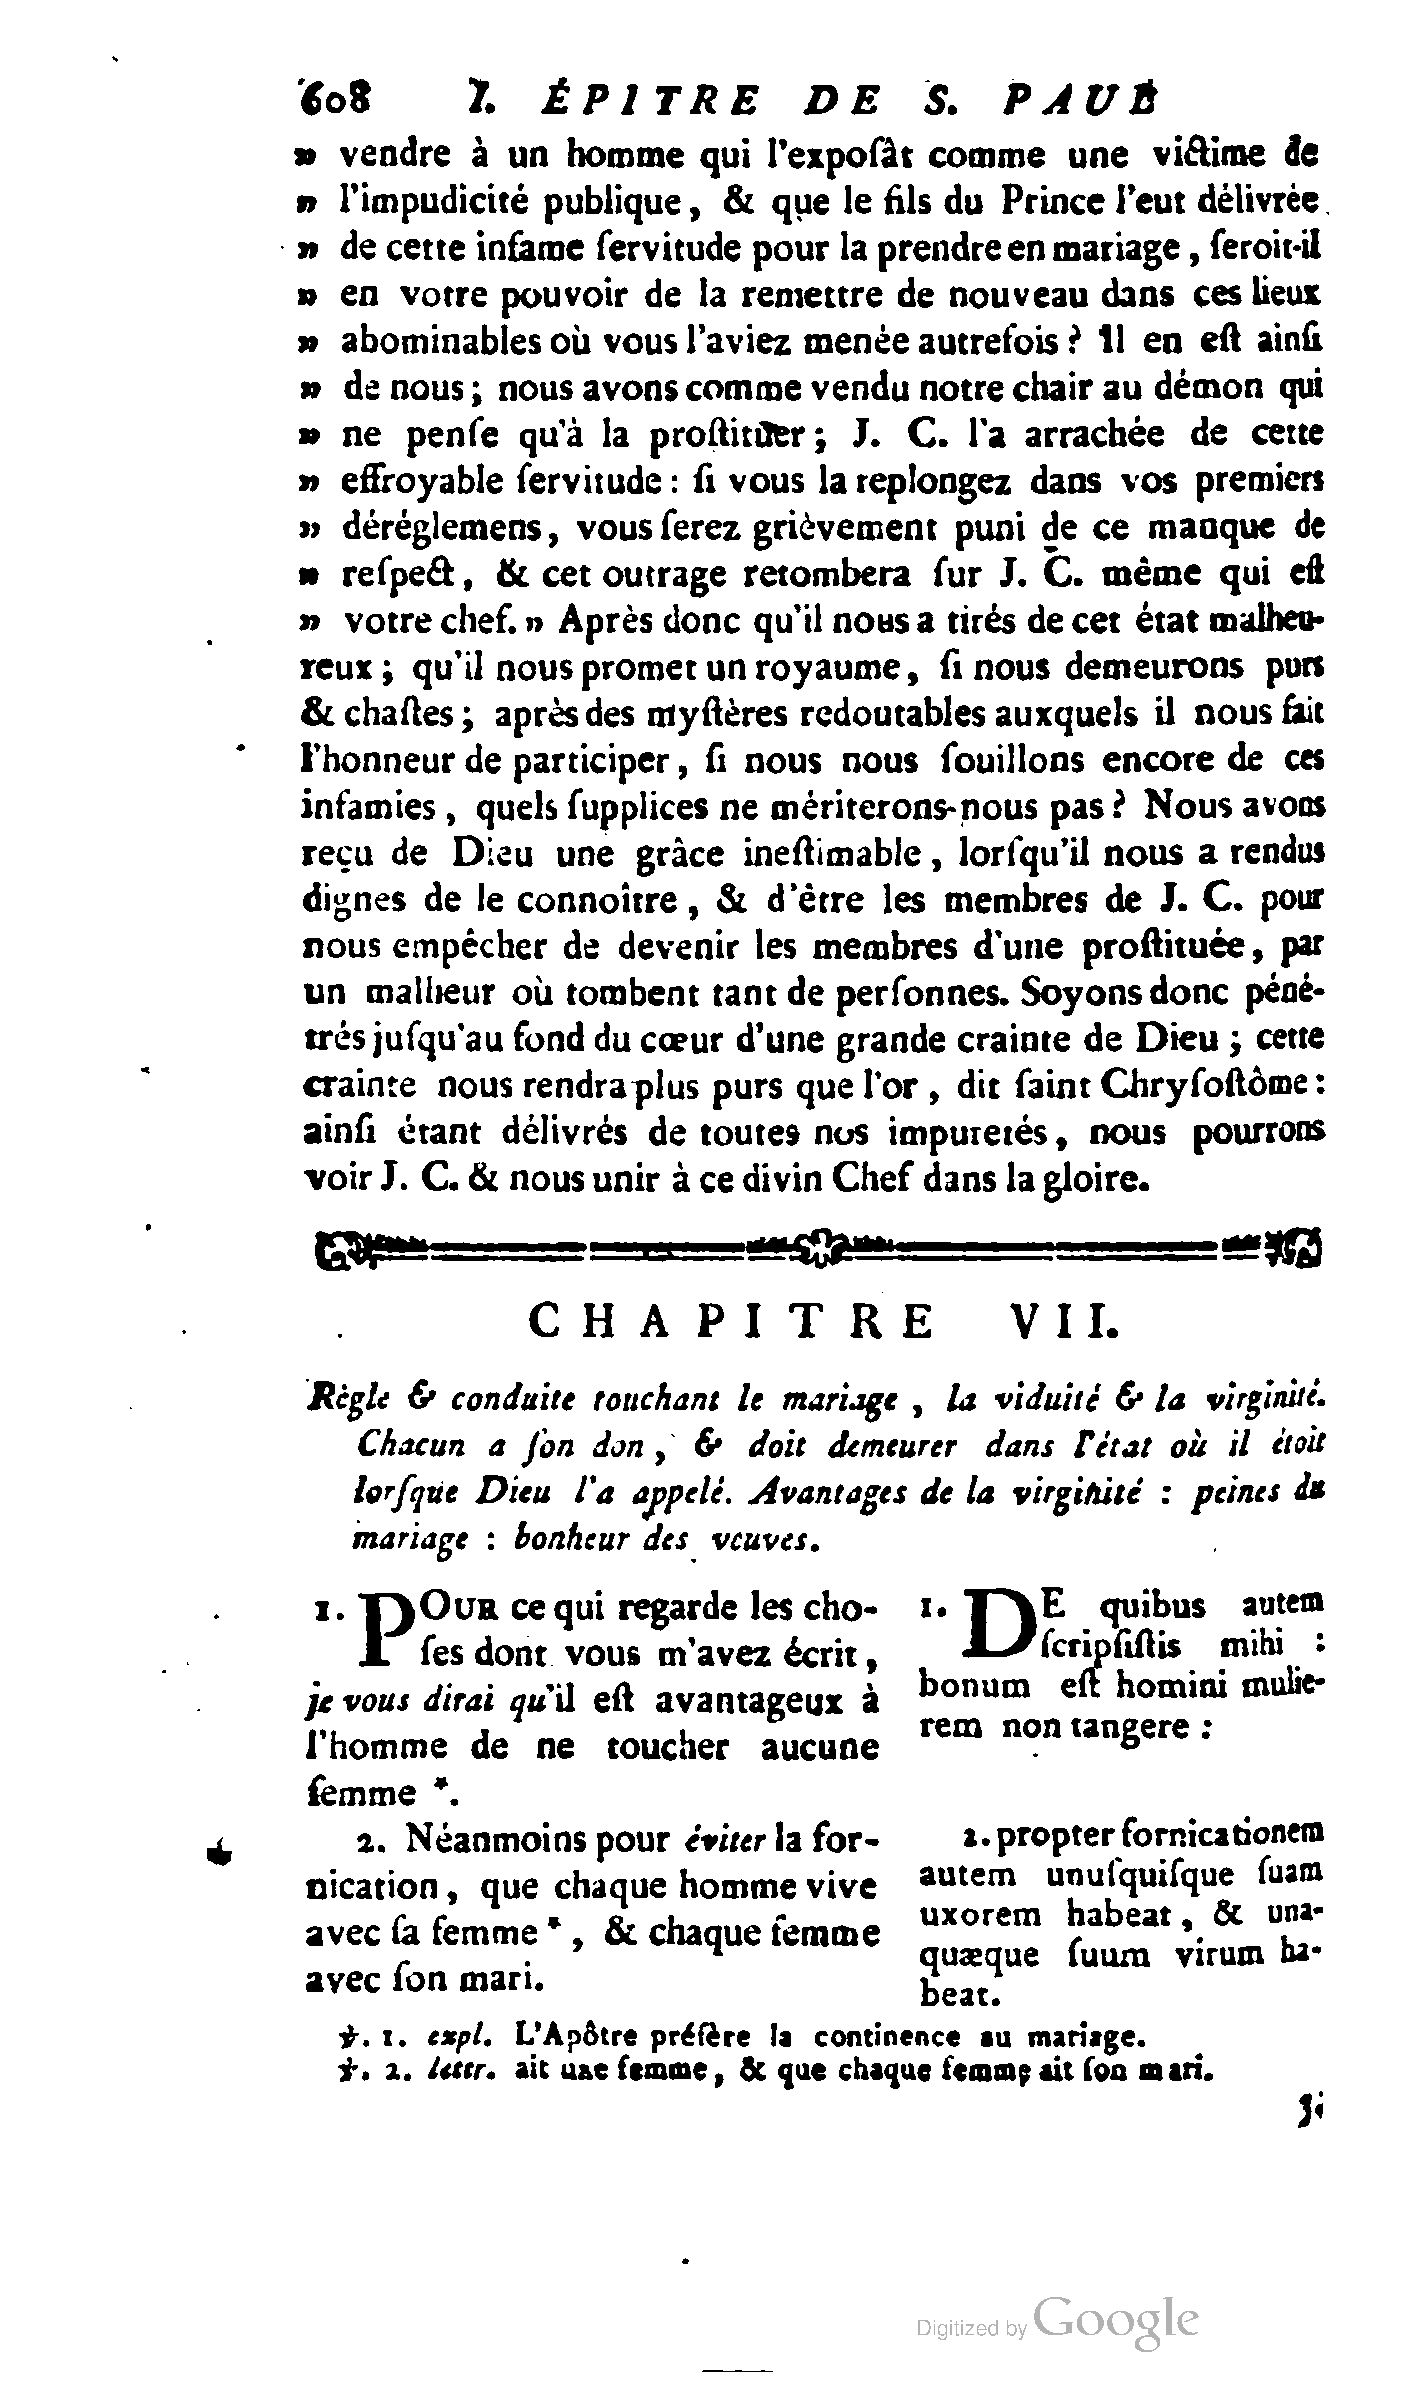 608 I. ÉPITRE DE S. PAUL
» vendre à un homme qui l'expoſât comme une victime de
» l'impudicité publique, & que le fils du Prince l'eut délivrée
» de cette infame ſervitude pour la prendre en mariage, ſeroit-il
» en votre pouvoir de la remettre de nouveau dans ces lieux
» abominables où vous l'aviez menée autrefois? Il en eſt ainſi
» de nous; nous avons comme vendu notre chair au démon qui
» ne penſe qu'à la proſtituer; J. C. l'a arrachée de cette
» effroyable ſervitude: ſi vous la replongez dans vos premiers
» déréglemens, vous ſerez griévement puni de ce manque de
» reſpect, & cet outrage retombera ſur J. C. même qui eſt
» votre chef. » Après donc qu'il nous a tirés de cet état malheu-
reux; qu'il nous promet un royaume, ſi nous demeurons purs
& chaſtes; après des myſtères redoutables auxquels il nous fait
l'honneur de participer, ſi nous nous ſouillons encore de ces
infamies, quels ſupplices ne mériterons-nous pas? Nous avons
reçu de Dieu une grâce ineſtimable, lorſqu'il nous a rendus
dignes de le connoître, & d'être les membres de J. C. pour
nous empêcher de devenir les membres d'une proſtituée, par
un malheur où tombent tant de perſonnes. Soyons donc péné-
trés juſqu'au fond du cœur d'une grande crainte de Dieu; cette
crainte nous rendra plus purs que l'or, dit ſaint Chryſoſtôme:
ainſi étant délivrés de toutes nos impuretés, nous pourrons
voir J. C. & nous unir à ce divin Chef dans la gloire.
CHAPITRE VII.
Règle & conduite touchant le mariage, la viduité & la virginité.
Chacun a ſon don, & doit demeurer dans l'état où il étoit
lorſque Dieu l'a appelé. Avantages de la virginité : peines du
mariage : bonheur des veuves.
1. POUR ce qui regarde les cho-
ſes dont vous m'avez écrit,
je vous dirai qu'il eſt avantageux à
l'homme de ne toucher aucune
femme *.
2. Néanmoins pour éviter la for-
nication, que chaque homme vive
avec ſa femme *, & chaque femme
avec ſon mari.
1. DE quibus autem
ſcripſiſtis mihi :
bonum eſt homini mulie-
rem non tangere :
2. propter fornicationem
autem unuſquiſque ſuam
uxorem habeat, & una-
quæque ſuum virum ha-
beat.
℣. 1. expl. L'Apôtre préfère la continence au mariage.
℣. 2. lettr. ait une femme, & que chaque femme ait ſon mari.
Digitized by Google